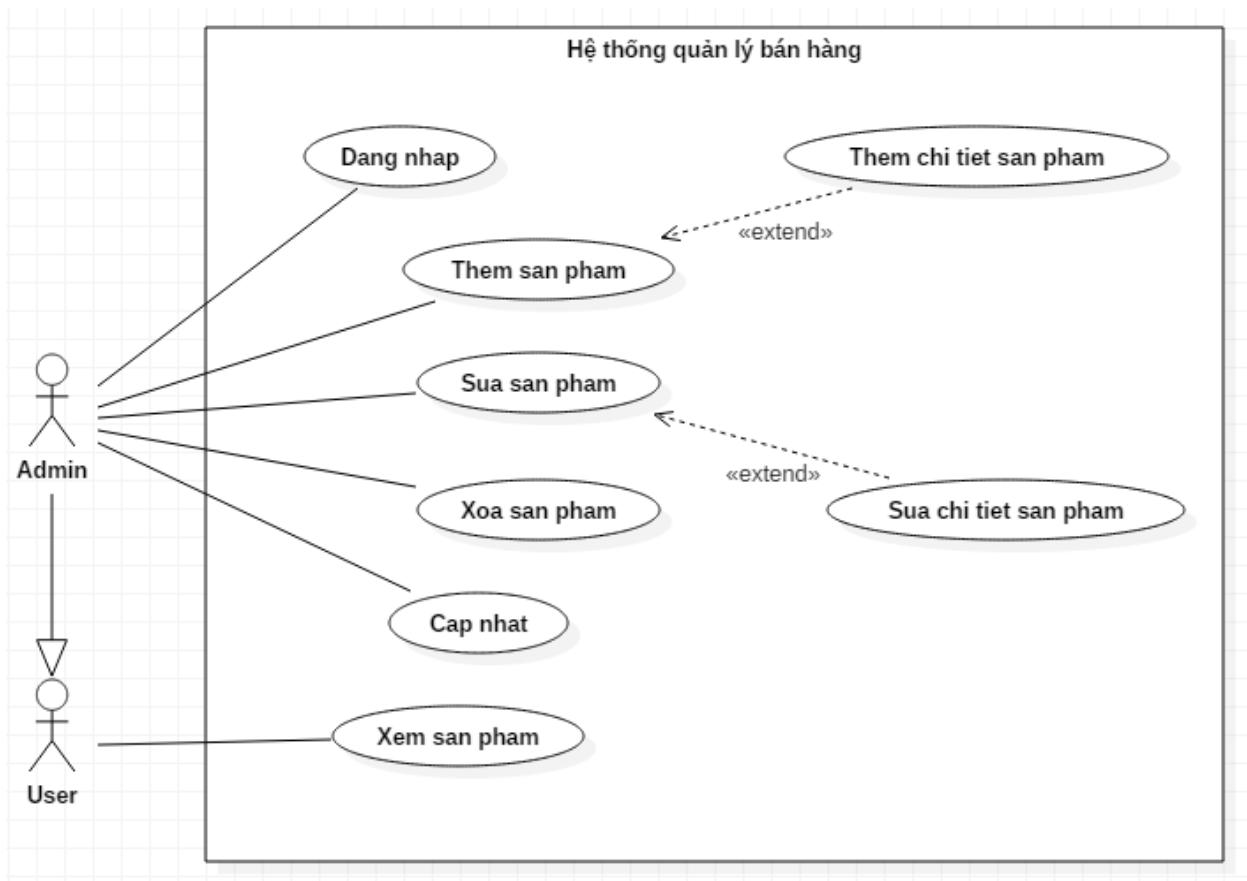 Hệ thống quản lý bán hàng
Dang nhap
Them chi tiet san pham
«extend»
Them san pham
Sua san pham
Admin
«extend»
Xoa san pham
Sua chi tiet san pham
Cap nhat
Xem san pham
User